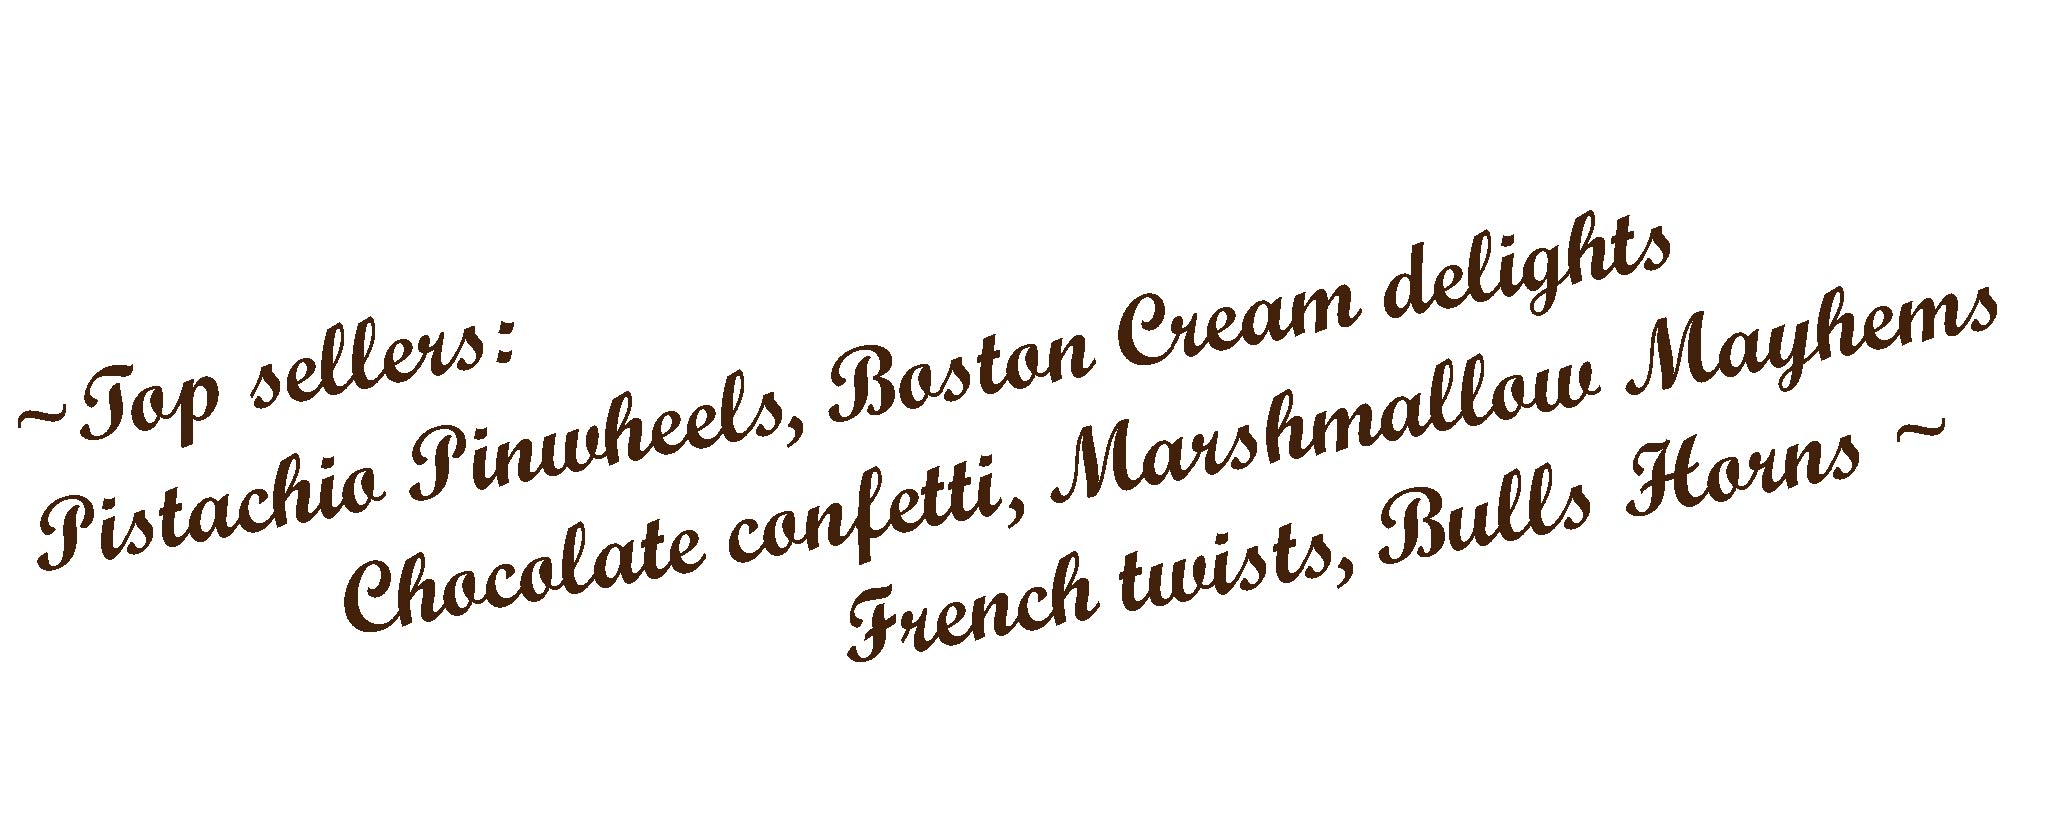 ~Top sellers:
Pistachio Pinwheels, Boston Cream delights
Chocolate confetti, Marshmallow Mayhems
French twists, Bulls Horns ~